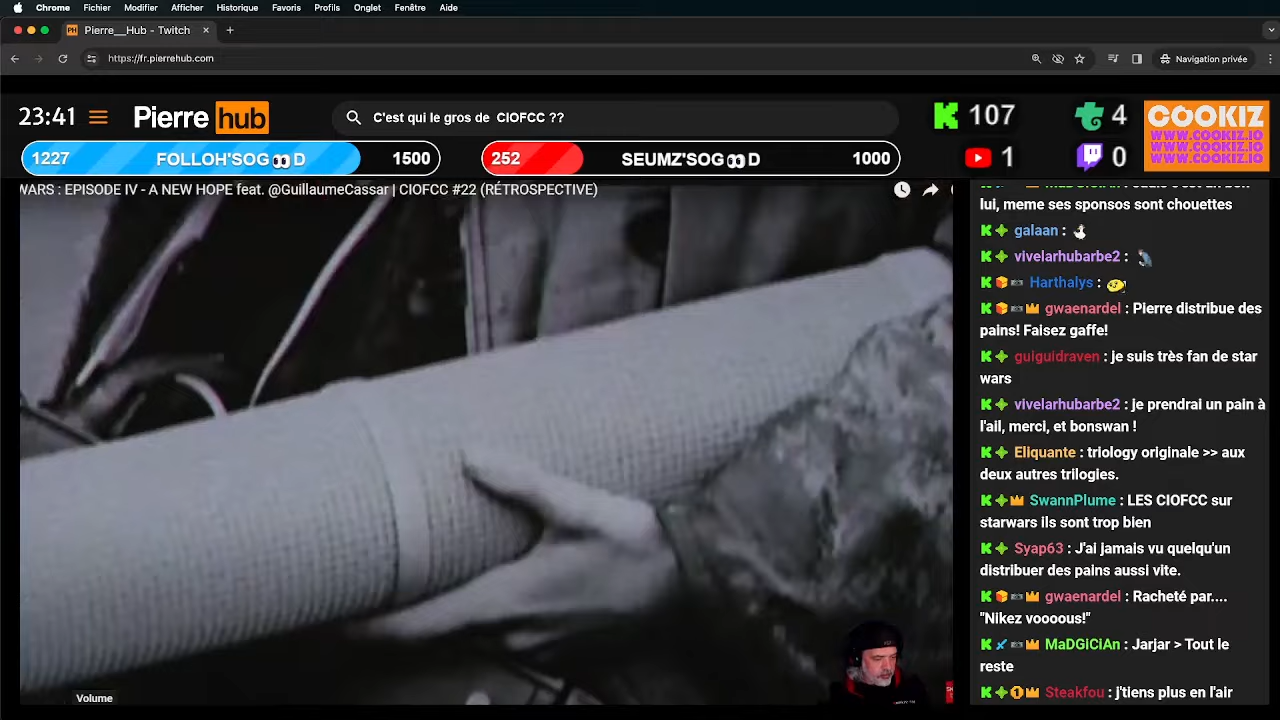 Chrome Fichier Modifier Afficher Historique Favoris Profils Onglet Fenêtre Aide
PH Pierre__Hub - Twitch
https://fr.pierrehub.com
Navigation privée
23:41
Pierre hub
C'est qui le gros de CIOFCC ??
K 107
4
COOKIZ
WWW.COOKIZ.IO
WWW.COOKIZ.IO
WWW.COOKIZ.IO
1227 FOLLOH'SOG👀D 1500
252 SEUMZ'SOG👀D 1000
1
0
WARS : EPISODE IV - A NEW HOPE feat. @GuillaumeCassar | CIOFCC #22 (RÉTROSPECTIVE)
lui, meme ses sponsos sont chouettes
galaan :
vivelarhubarbe2 :
Harthalys :
gwaenardel : Pierre distribue des
pains! Faisez gaffe!
guiguidraven : je suis très fan de star
wars
vivelarhubarbe2 : je prendrai un pain à
l'ail, merci, et bonswan !
Eliquante : triology originale >> aux
deux autres trilogies.
SwannPlume : LES CIOFCC sur
starwars ils sont trop bien
Syap63 : J'ai jamais vu quelqu'un
distribuer des pains aussi vite.
gwaenardel : Racheté par....
"Nikez voooous!"
MaDGiCiAn : Jarjar > Tout le
reste
Steakfou : j'tiens plus en l'air
Volume